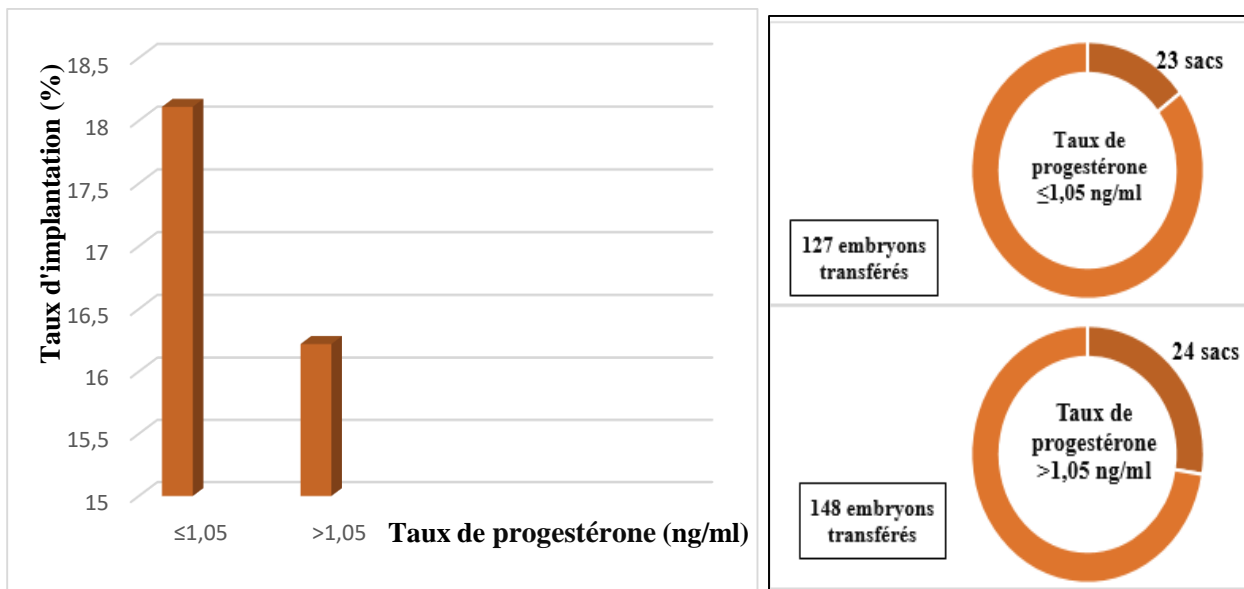 Taux d'implantation (%)
18,5
18
17,5
17
16,5
16
15,5
15
≤1,05
>1,05
Taux de progestérone (ng/ml)
23 sacs
Taux de
progestérone
≤1,05 ng/ml
127 embryons
transférés
24 sacs
Taux de
progestérone
>1,05 ng/ml
148 embryons
transférés